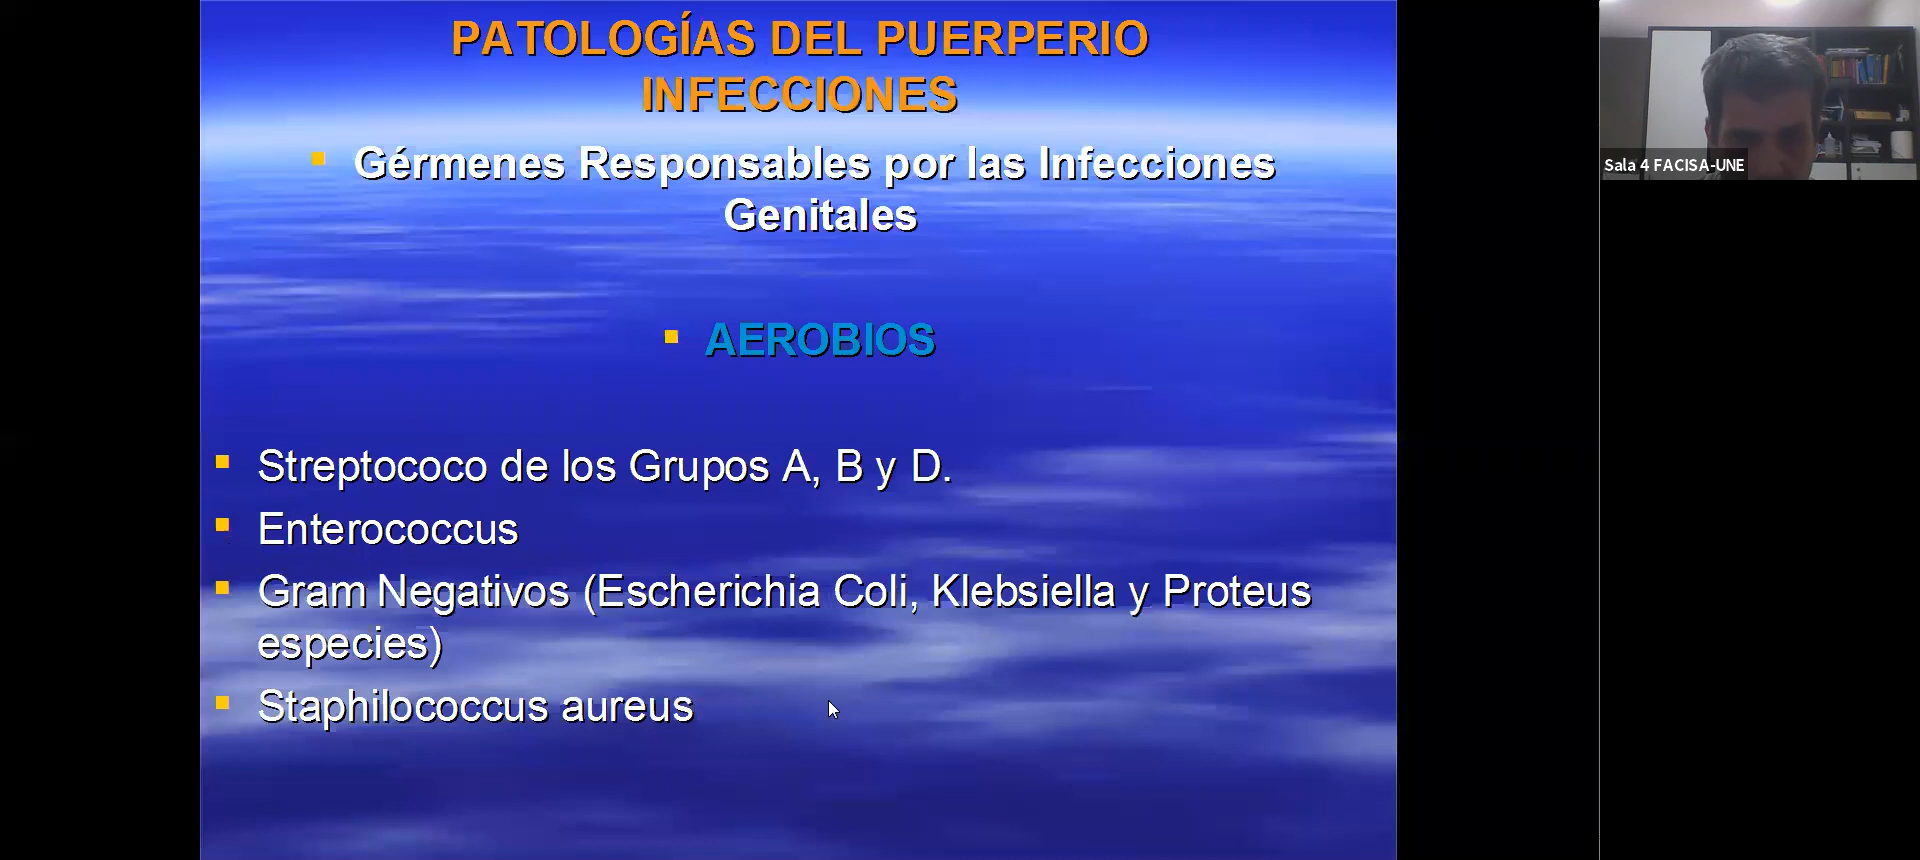 PATOLOGÍAS DEL PUERPERIO
INFECCIONES
Gérmenes Responsables por las Infecciones
Genitales
AEROBIOS
Streptococo de los Grupos A, B y D.
Enterococcus
Gram Negativos (Escherichia Coli, Klebsiella y Proteus
especies)
Staphilococcus aureus
Sala 4 FACISA-UNE